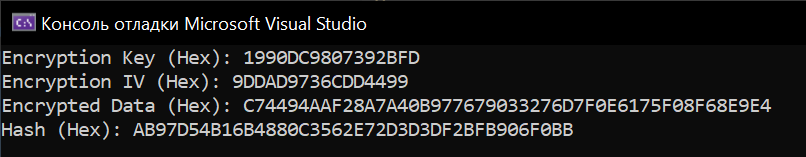 Консоль отладки Microsoft Visual Studio
Encryption Key (Hex): 1990DC9807392BFD
Encryption IV (Hex): 9DDAD9736CDD4499
Encrypted Data (Hex): C74494AAF28A7A40B977679033276D7F0E6175F08F68E9E4
Hash (Hex): AB97D54B16B4880C3562E72D3D3DF2BFB906F0BB